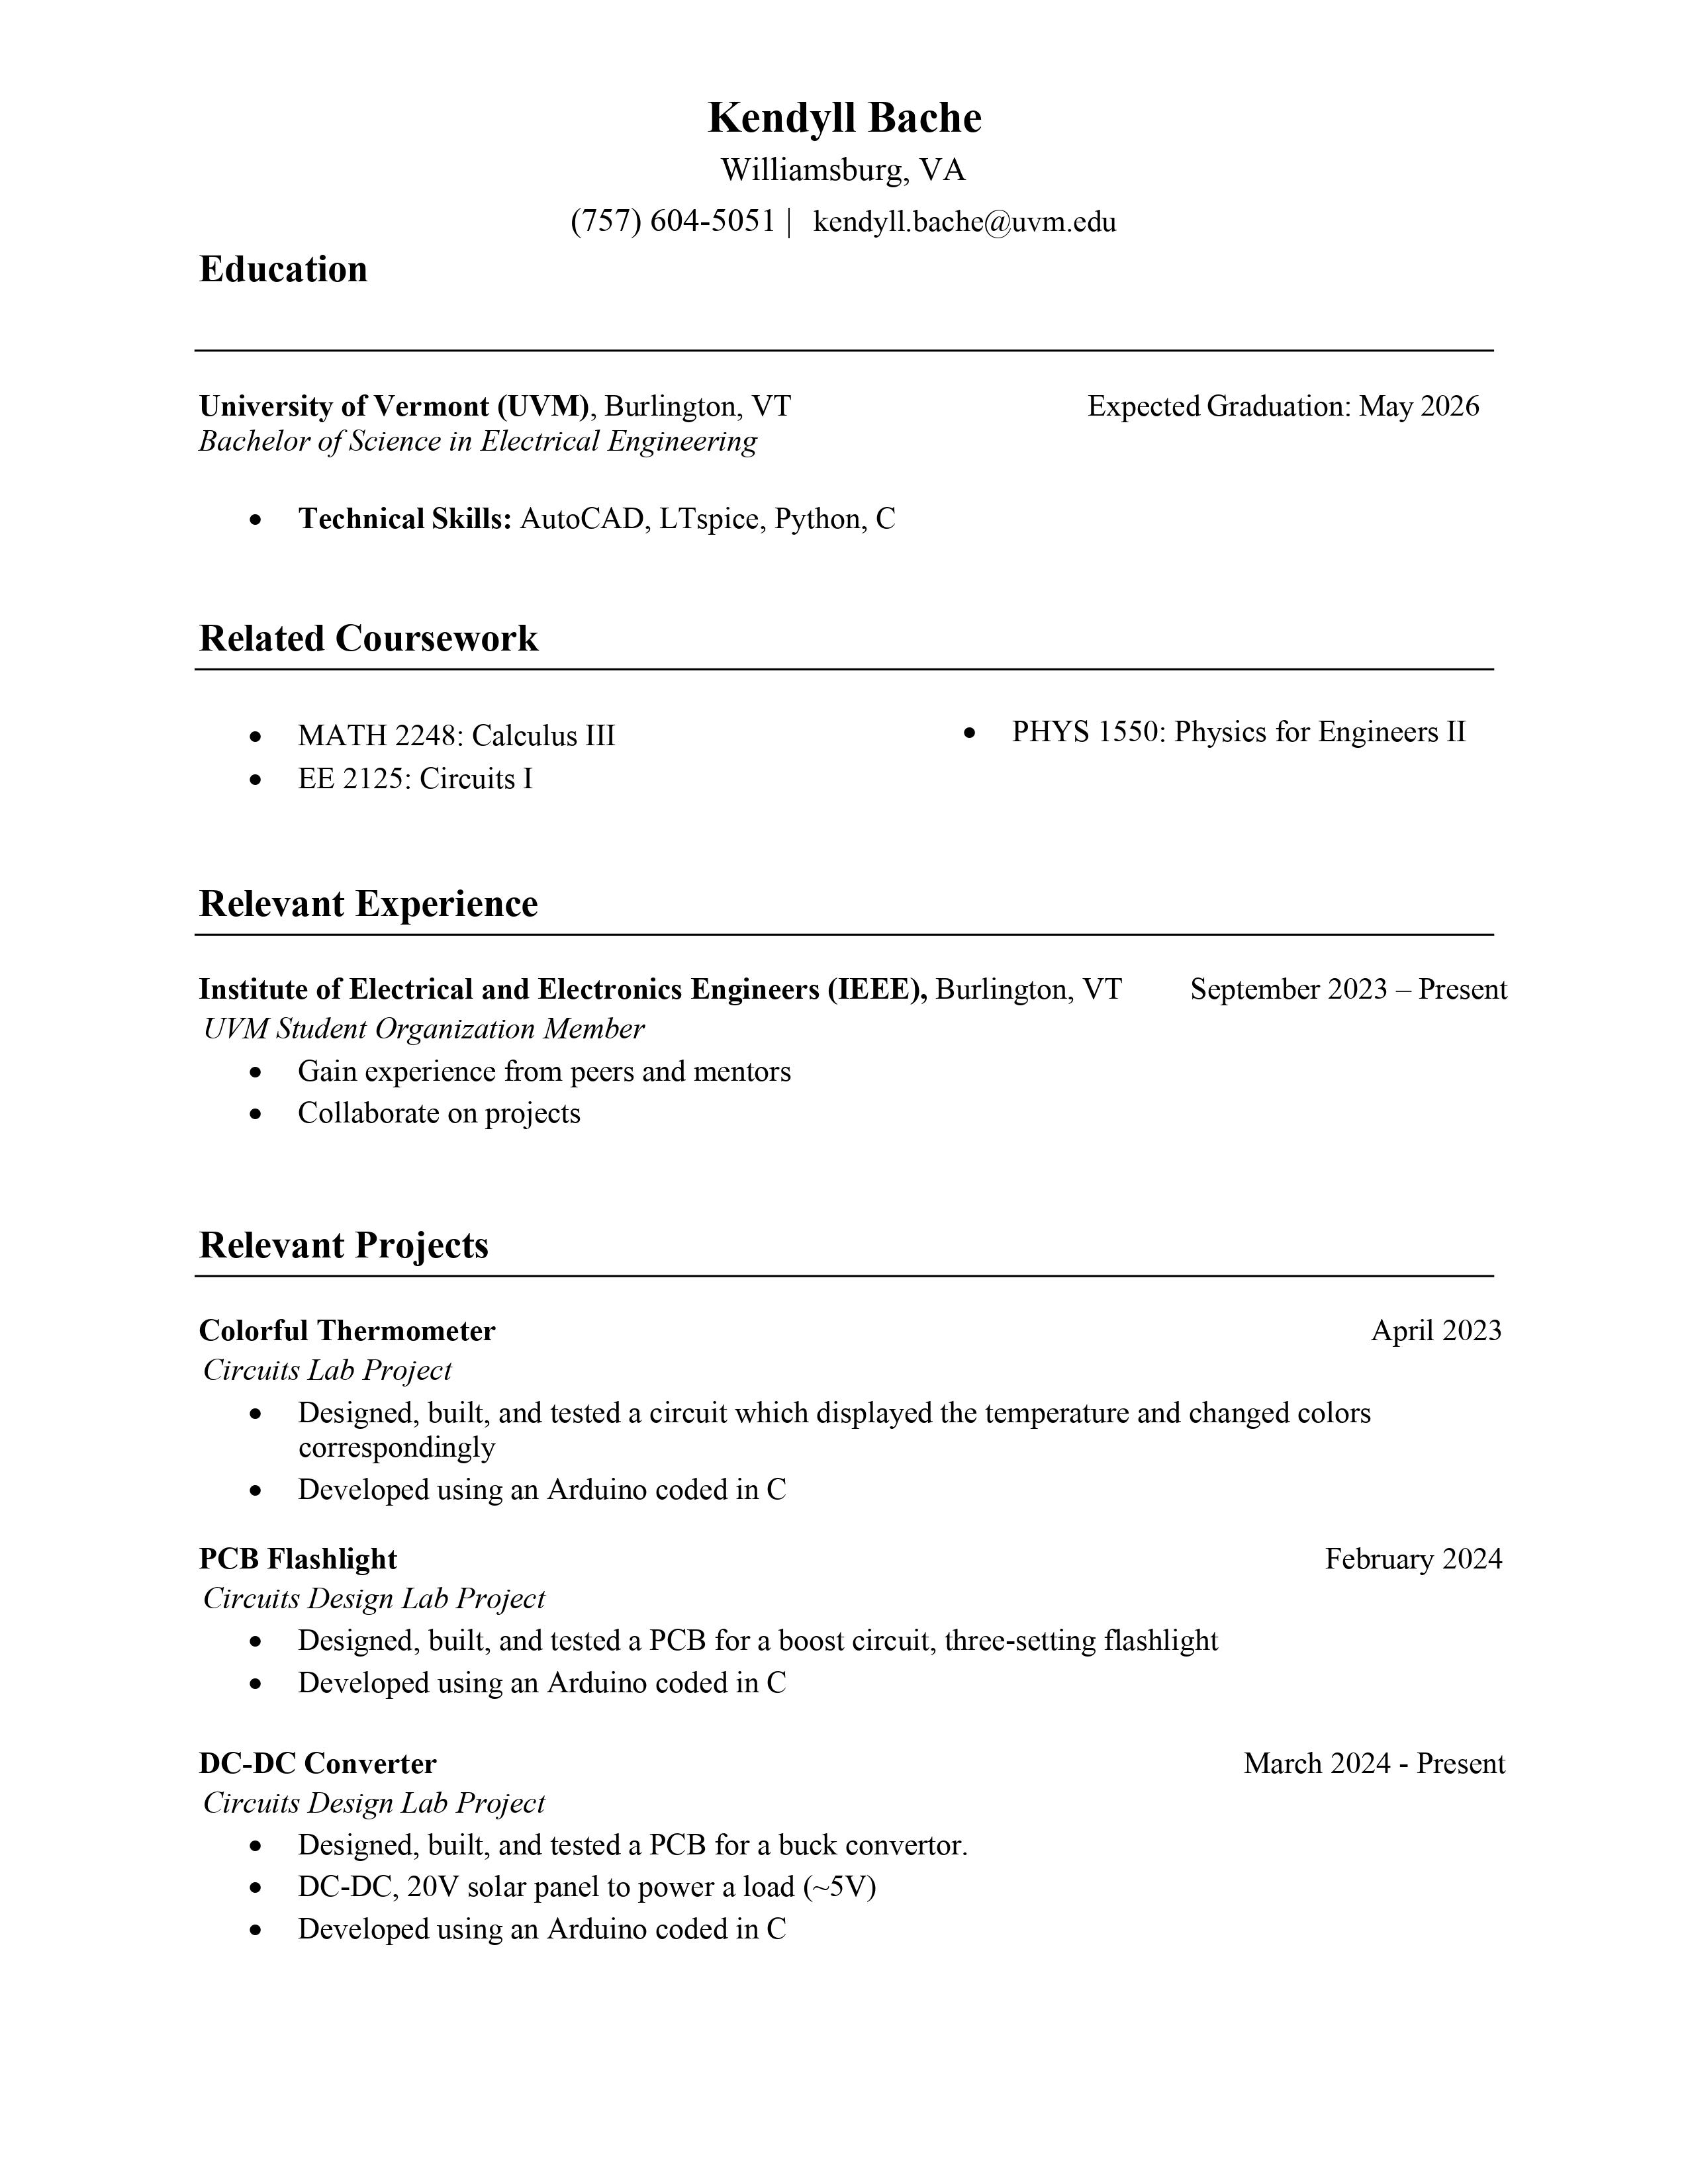 Kendyll Bache
Williamsburg, VA
(757) 604-5051 | kendyll.bache@uvm.edu
Education
University of Vermont (UVM), Burlington, VT Expected Graduation: May 2026
Bachelor of Science in Electrical Engineering
• Technical Skills: AutoCAD, LTspice, Python, C
Related Coursework
• MATH 2248: Calculus III
• EE 2125: Circuits I
• PHYS 1550: Physics for Engineers II
Relevant Experience
Institute of Electrical and Electronics Engineers (IEEE), Burlington, VT September 2023 – Present
UVM Student Organization Member
• Gain experience from peers and mentors
• Collaborate on projects
Relevant Projects
Colorful Thermometer April 2023
Circuits Lab Project
• Designed, built, and tested a circuit which displayed the temperature and changed colors
correspondingly
• Developed using an Arduino coded in C
PCB Flashlight February 2024
Circuits Design Lab Project
• Designed, built, and tested a PCB for a boost circuit, three-setting flashlight
• Developed using an Arduino coded in C
DC-DC Converter March 2024 - Present
Circuits Design Lab Project
• Designed, built, and tested a PCB for a buck convertor.
• DC-DC, 20V solar panel to power a load (~5V)
• Developed using an Arduino coded in C